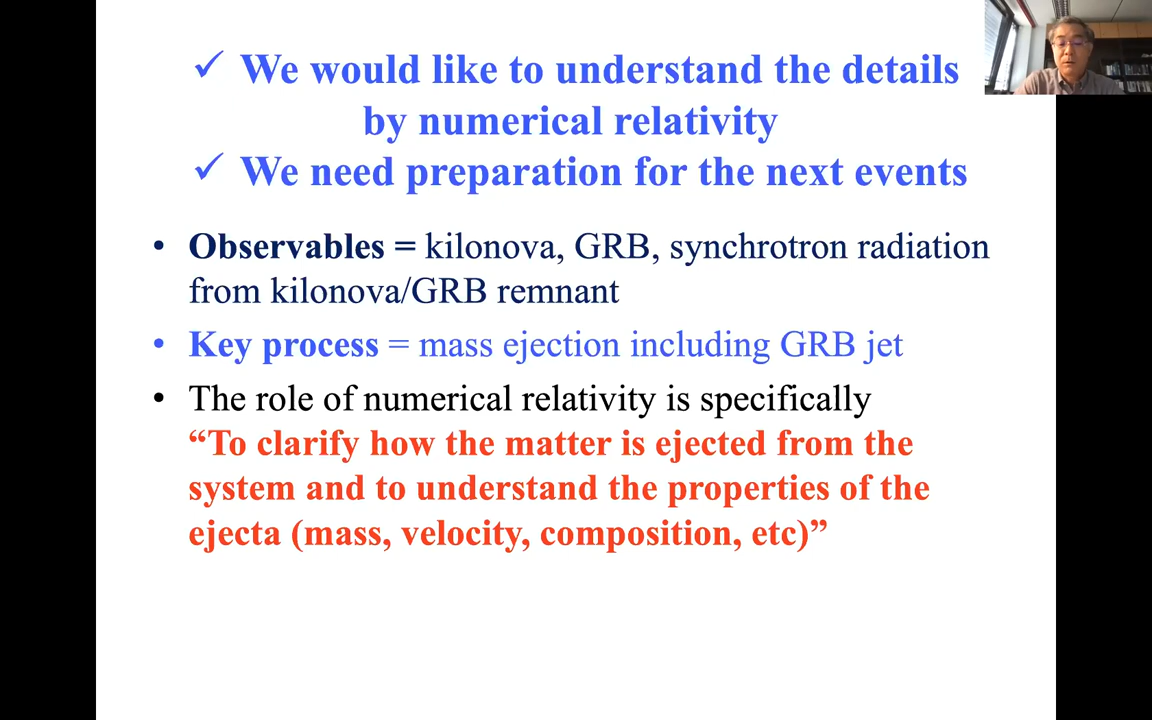 ✓ We would like to understand the details
by numerical relativity
✓ We need preparation for the next events
• Observables = kilonova, GRB, synchrotron radiation
from kilonova/GRB remnant
• Key process = mass ejection including GRB jet
• The role of numerical relativity is specifically
“To clarify how the matter is ejected from the
system and to understand the properties of the
ejecta (mass, velocity, composition, etc)”